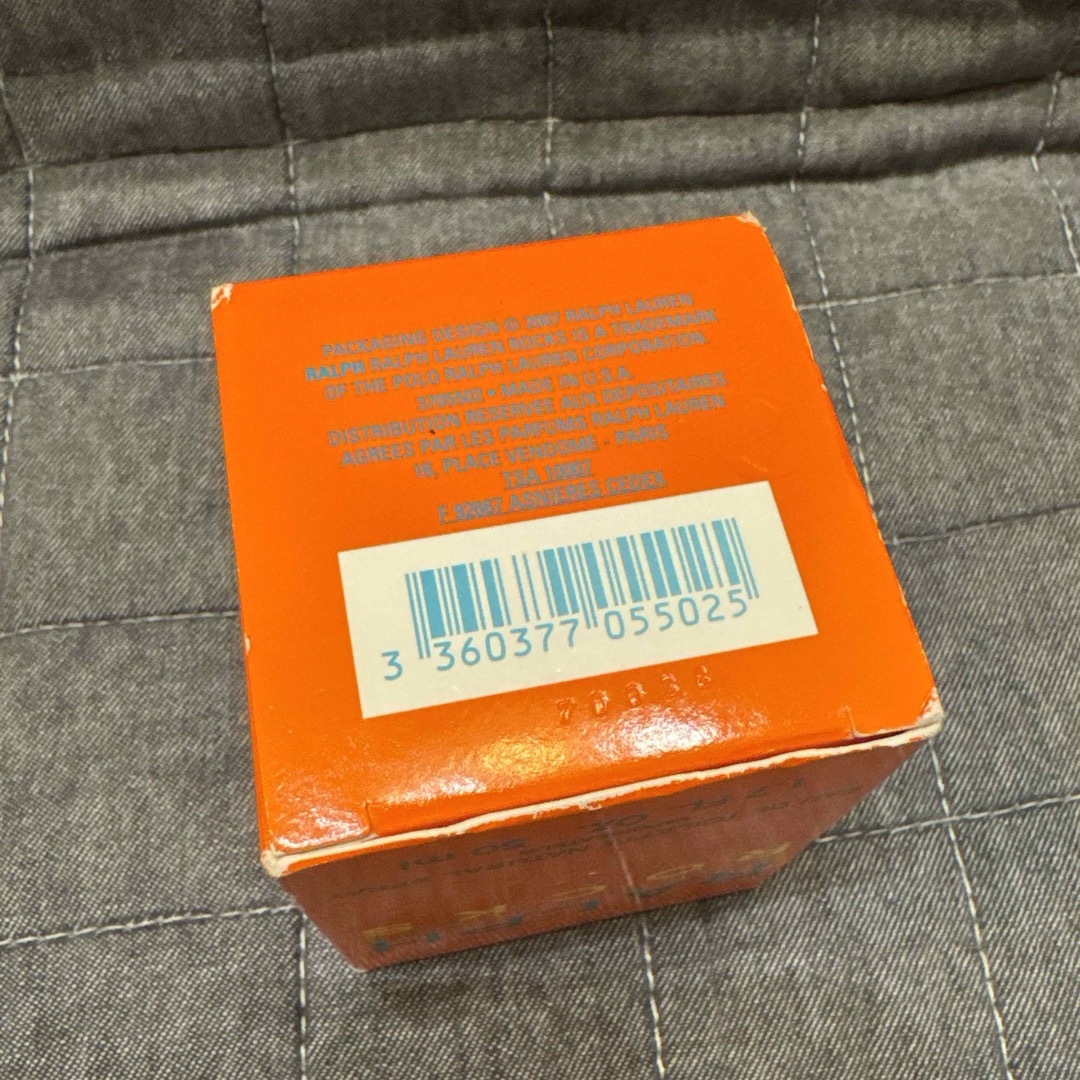 PACKAGING DESIGN © 2007 RALPH LAUREN
RALPH RALPH LAUREN ROCKS IS A TRADEMARK
OF THE POLO RALPH LAUREN CORPORATION.
• MADE IN U.S.A.
DISTRIBUTION RESERVEE AUX DEPOSITAIRES
AGREES PAR LES PARFUMS RALPH LAUREN
18, PLACE VENDOME - PARIS
TSA 10007
F 92667 ASNIERES CEDEX
3 360377 055025